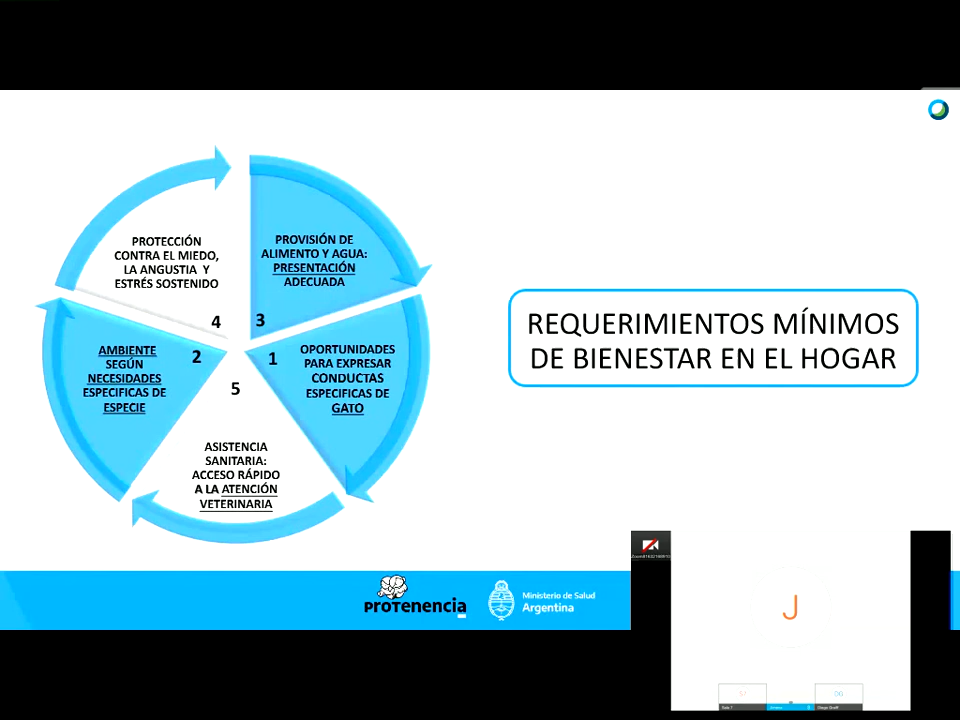 PROTECCIÓN
CONTRA EL MIEDO,
LA ANGUSTIA Y
ESTRÉS SOSTENIDO
4
PROVISIÓN DE
ALIMENTO Y AGUA:
PRESENTACIÓN
ADECUADA
3
AMBIENTE
SEGÚN
NECESIDADES
ESPECIFICAS DE
ESPECIE
2
1
OPORTUNIDADES
PARA EXPRESAR
CONDUCTAS
ESPECIFICAS DE
GATO
5
ASISTENCIA
SANITARIA:
ACCESO RÁPIDO
A LA ATENCIÓN
VETERINARIA
REQUERIMIENTOS MÍNIMOS
DE BIENESTAR EN EL HOGAR
PROTENENCIA
Ministerio de Salud
Argentina
J